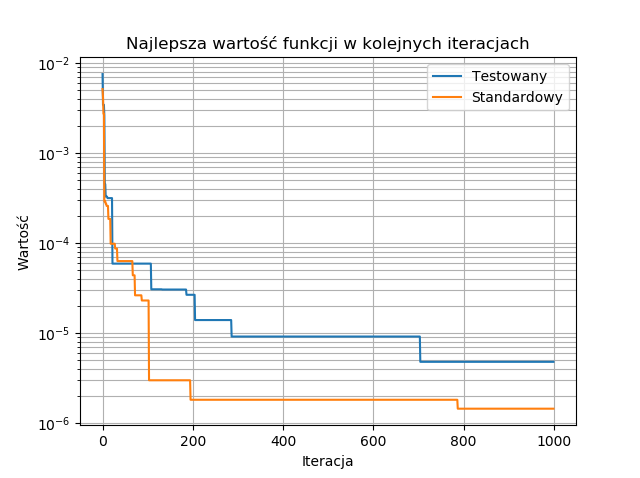 Najlepsza wartość funkcji w kolejnych iteracjach
Testowany
Standardowy
Wartość
10⁻²
10⁻³
10⁻⁴
10⁻⁵
10⁻⁶
0 200 400 600 800 1000
Iteracja